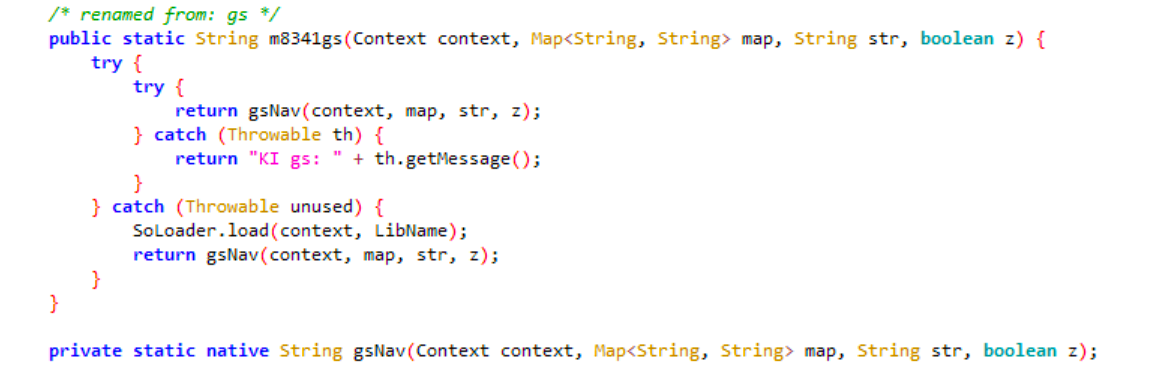 /* renamed from: gs */
public static String m8341gs(Context context, Map<String, String> map, String str, boolean z) {
try {
try {
return gsNav(context, map, str, z);
} catch (Throwable th) {
return "KI gs: " + th.getMessage();
}
} catch (Throwable unused) {
SoLoader.load(context, LibName);
return gsNav(context, map, str, z);
}
}
private static native String gsNav(Context context, Map<String, String> map, String str, boolean z);